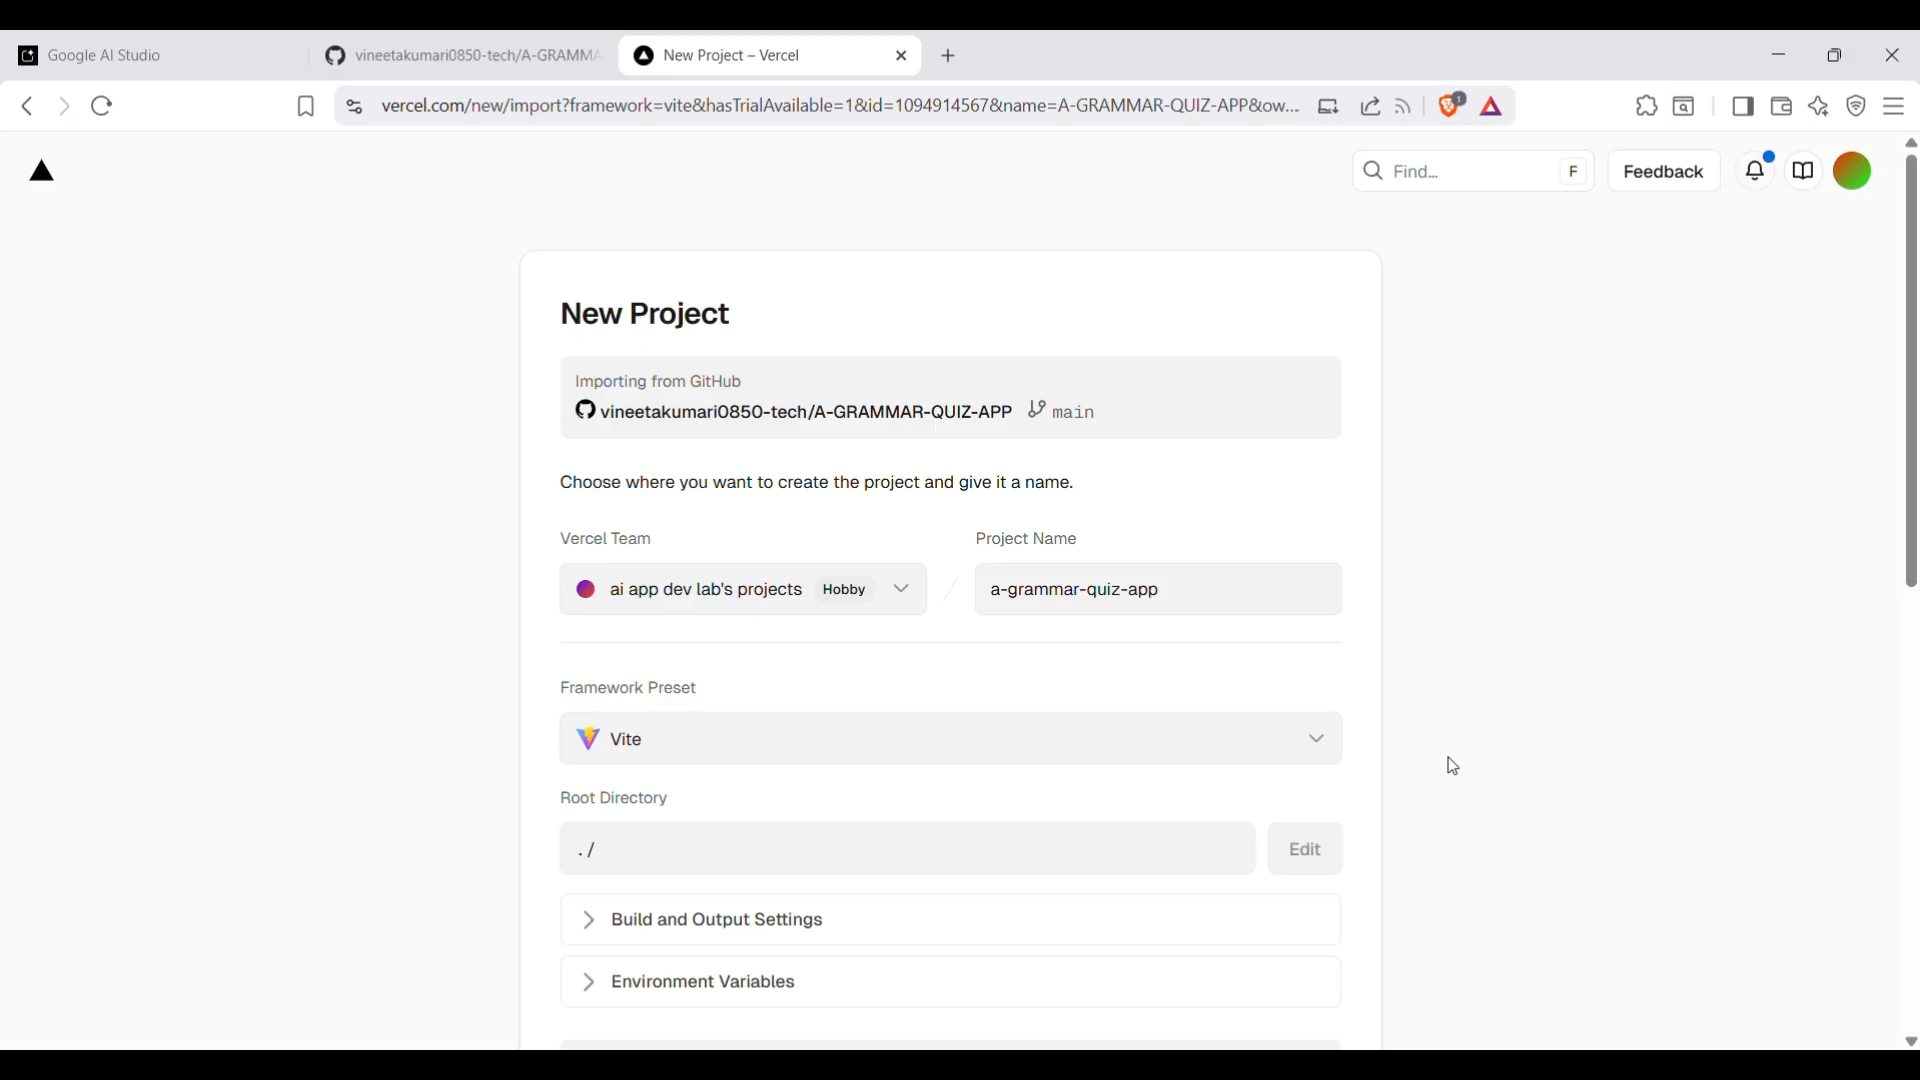 Google AI Studio
vineetakumari0850-tech/A-GRAMMA
New Project – Vercel
vercel.com/new/import?framework=vite&hasTrialAvailable=1&id=1094914567&name=A-GRAMMAR-QUIZ-APP&ow...
1
Find...
F
Feedback
New Project
Importing from GitHub
vineetakumari0850-tech/A-GRAMMAR-QUIZ-APP main
Choose where you want to create the project and give it a name.
Vercel Team
Project Name
ai app dev lab's projects Hobby
a-grammar-quiz-app
Framework Preset
Vite
Root Directory
./
Edit
Build and Output Settings
Environment Variables